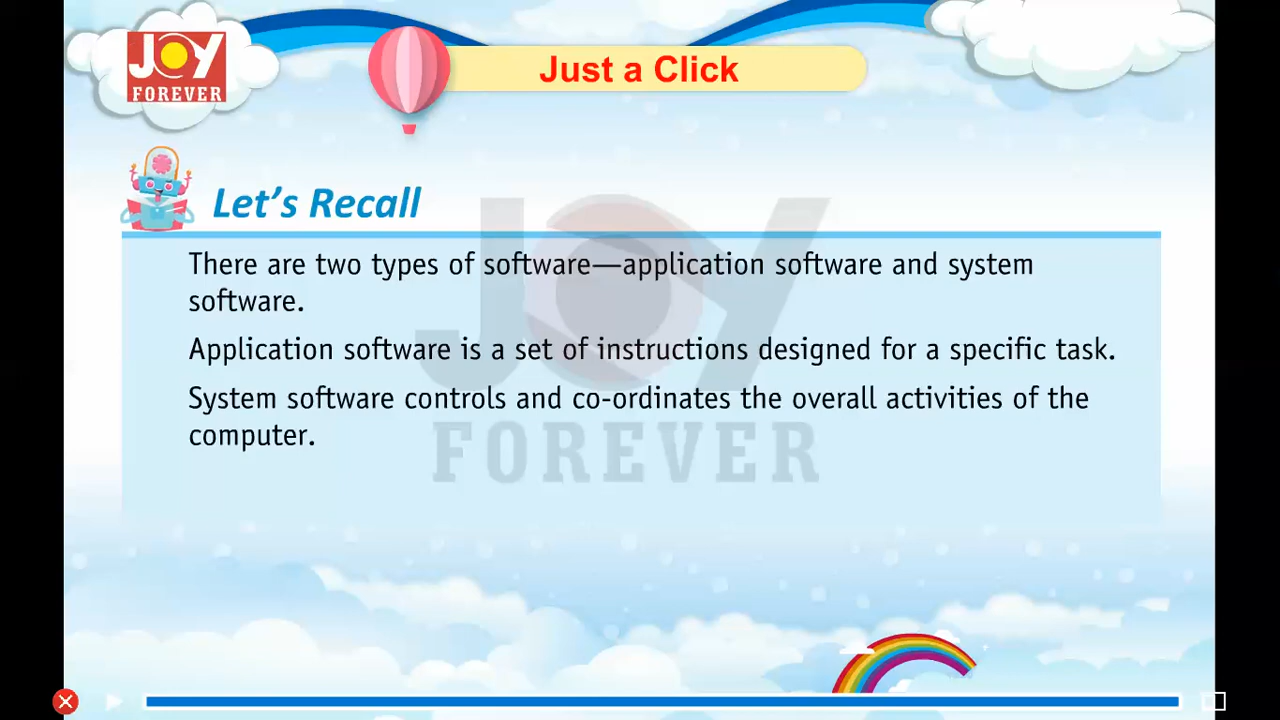 JOY
FOREVER
Just a Click
Let's Recall
There are two types of software—application software and system
software.
Application software is a set of instructions designed for a specific task.
System software controls and co-ordinates the overall activities of the
computer.
JOY
FOREVER